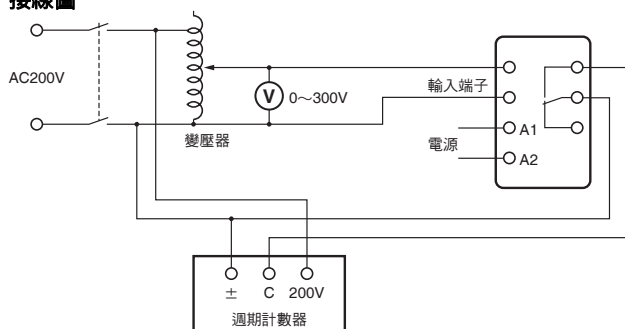 接線圖
AC200V
V
0~300V
變壓器
輸入端子
A1
電源
A2
± C 200V
週期計數器